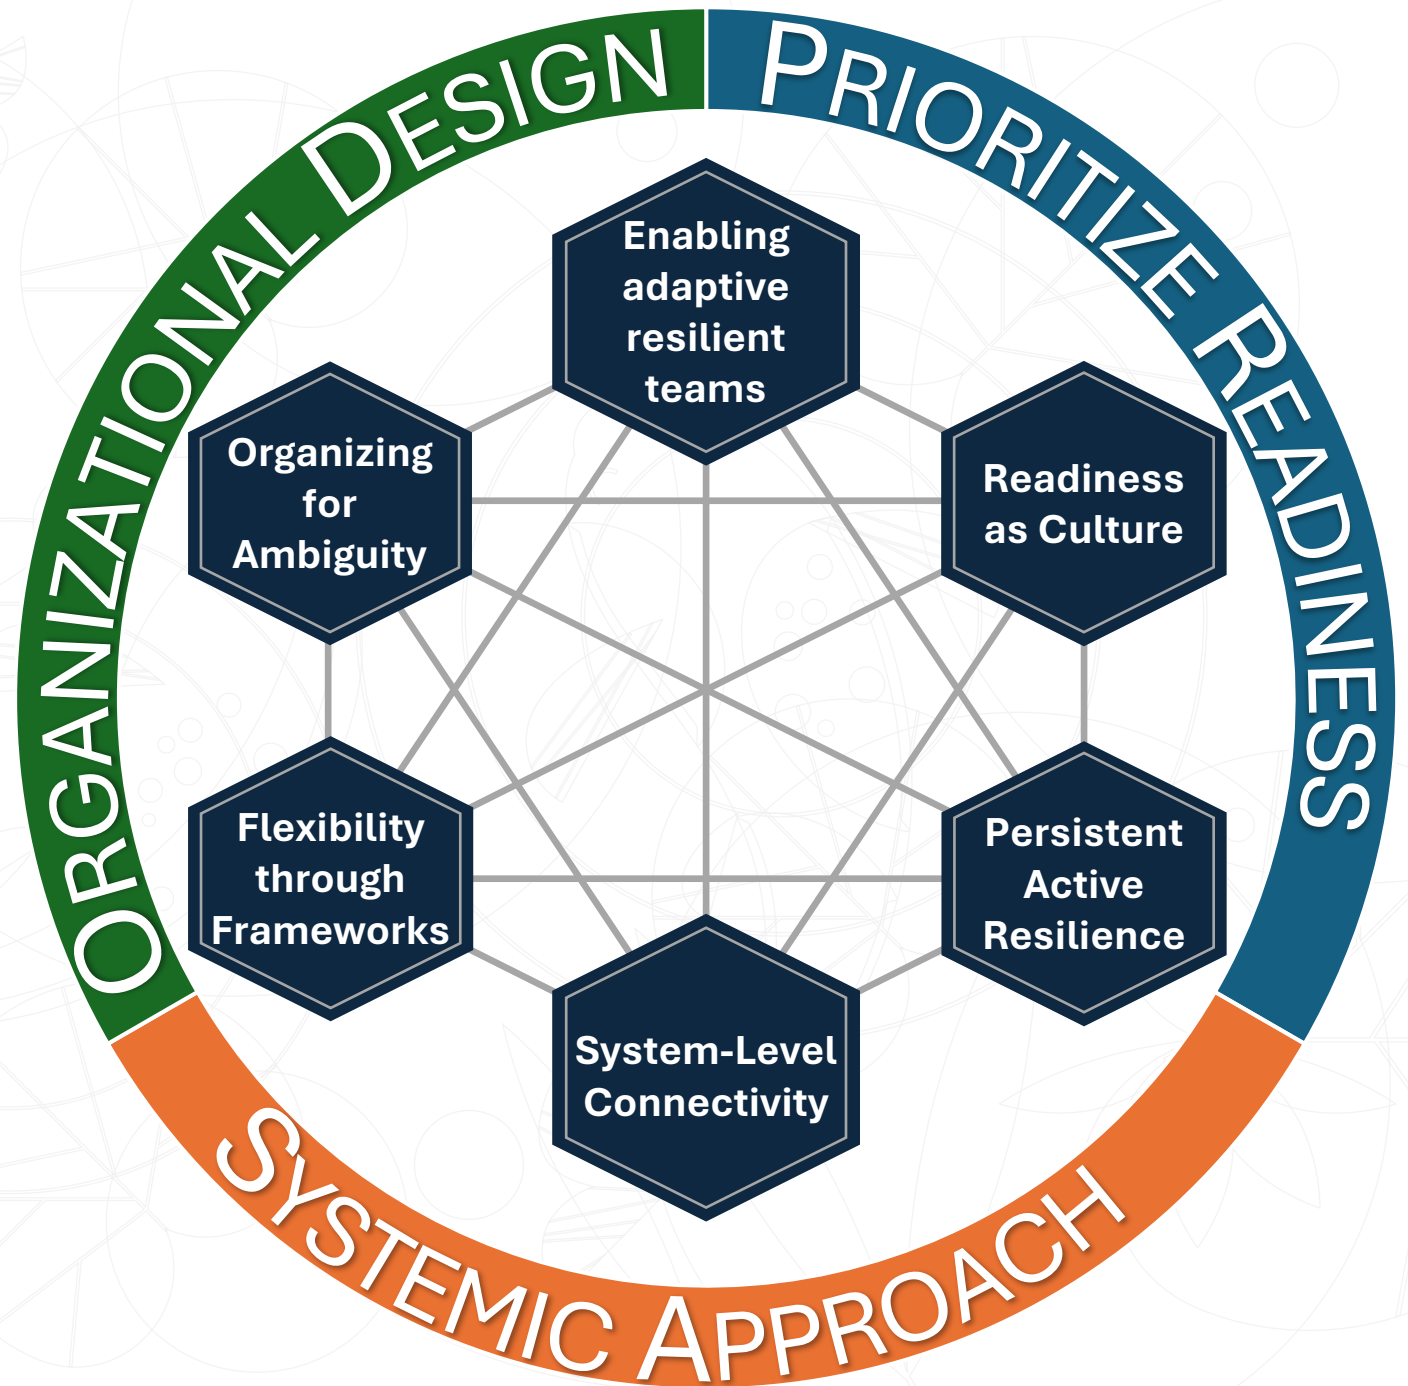 ORGANIZATIONAL DESIGN
PRIORITIZE READINESS
Enabling
adaptive
resilient
teams
Organizing
for
Ambiguity
Readiness
as Culture
Flexibility
through
Frameworks
Persistent
Active
Resilience
System-Level
Connectivity
SYSTEMIC APPROACH